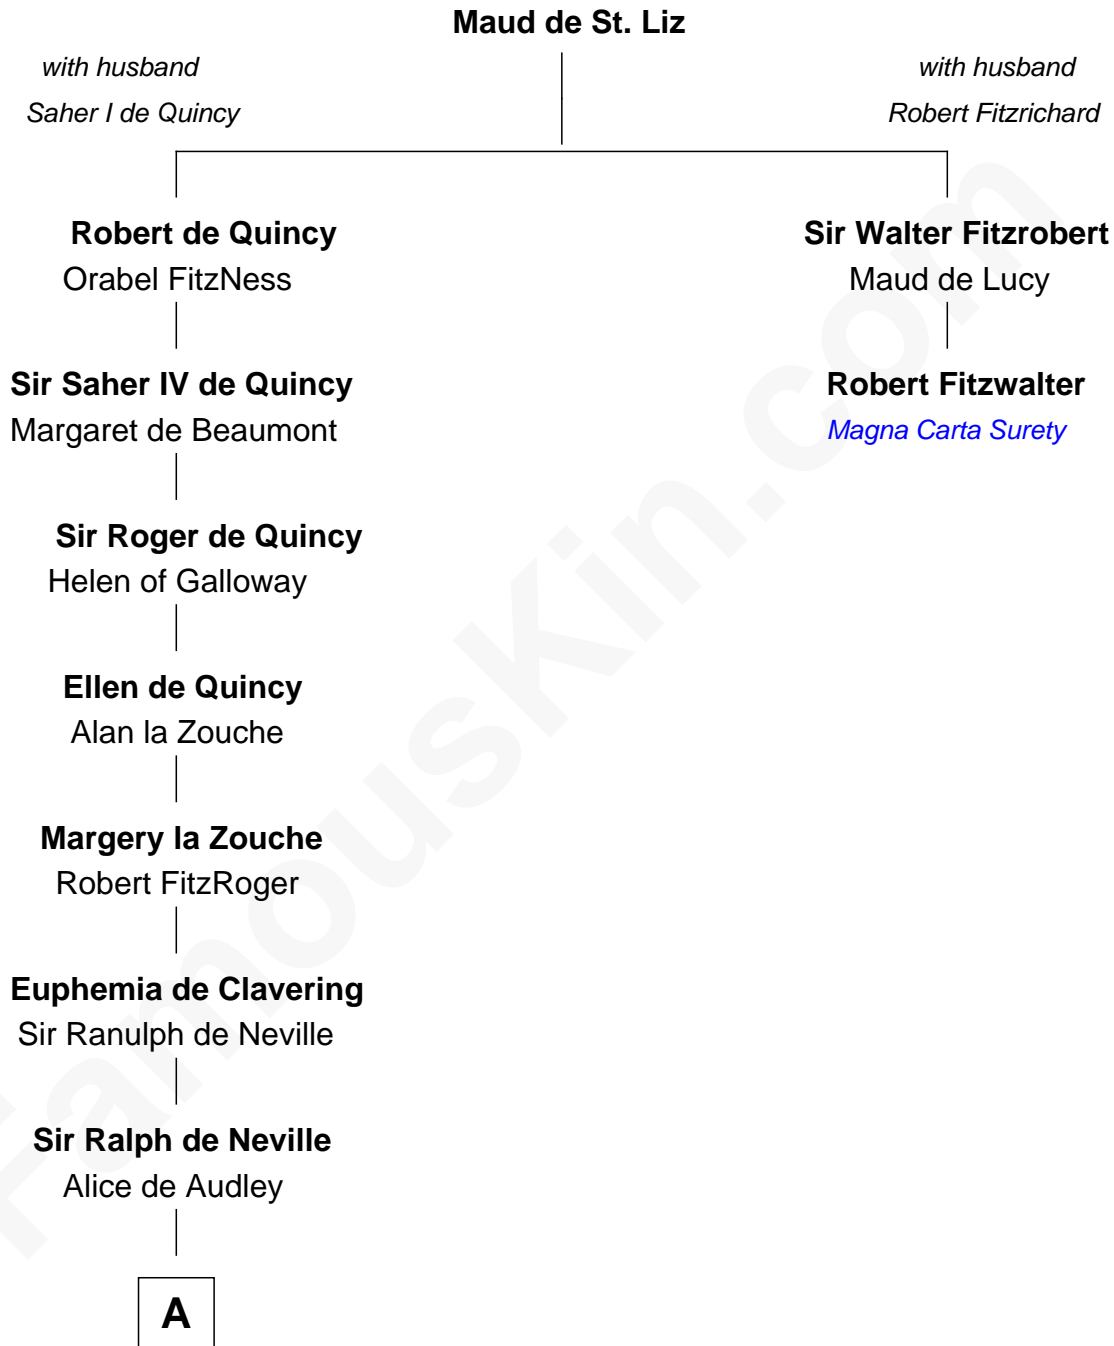 Maud de St. Liz
with husband
Saher I de Quincy
with husband
Robert Fitzrichard
Robert de Quincy
Orabel FitzNess
Sir Walter Fitzrobert
Maud de Lucy
Sir Saher IV de Quincy
Margaret de Beaumont
Robert Fitzwalter
Magna Carta Surety
Sir Roger de Quincy
Helen of Galloway
Ellen de Quincy
Alan la Zouche
Margery la Zouche
Robert FitzRoger
Euphemia de Clavering
Sir Ranulph de Neville
Sir Ralph de Neville
Alice de Audley
A
FamousKin.com